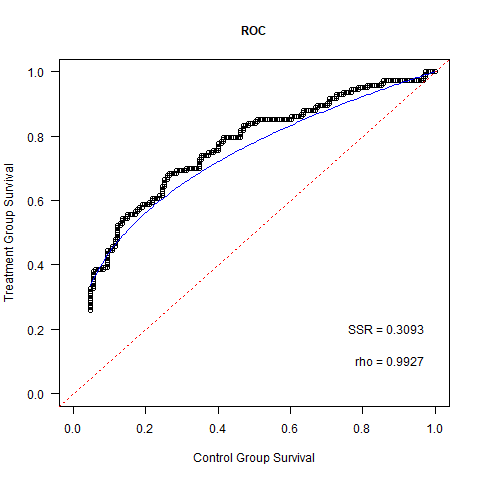 ROC
1.0
0.8
0.6
0.4
0.2
0.0
Treatment Group Survival
SSR = 0.3093
rho = 0.9927
0.0 0.2 0.4 0.6 0.8 1.0
Control Group Survival